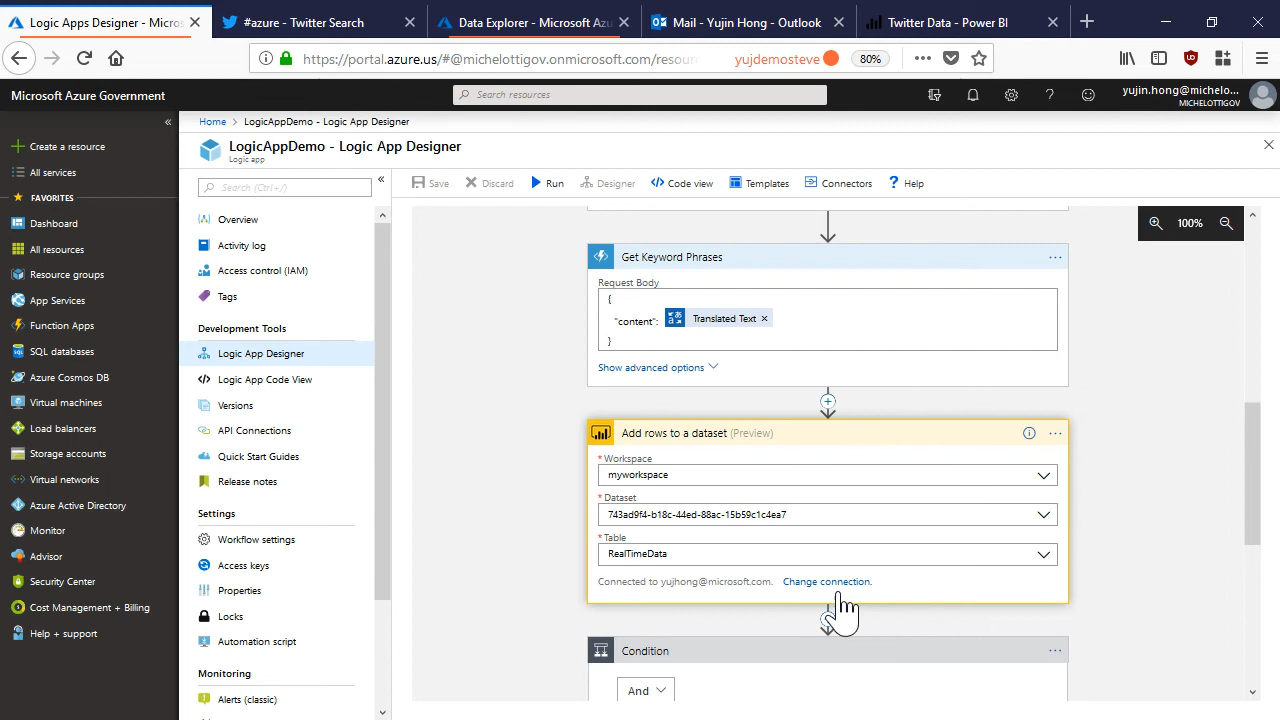 Logic Apps Designer - Micros
#azure - Twitter Search
Data Explorer - Microsoft Azu
Mail - Yujin Hong - Outlook
Twitter Data - Power BI
https://portal.azure.us/#@michelottigov.onmicrosoft.com/resour
yujdemosteve
80%
Microsoft Azure Government
Search resources
yujin.hong@michelo...
MICHELOTTIGOV
Create a resource
All services
FAVORITES
Dashboard
All resources
Resource groups
App Services
Function Apps
SQL databases
Azure Cosmos DB
Virtual machines
Load balancers
Storage accounts
Virtual networks
Azure Active Directory
Monitor
Advisor
Security Center
Cost Management + Billing
Help + support
Home > LogicAppDemo - Logic App Designer
LogicAppDemo - Logic App Designer
Logic app
Search (Ctrl+/)
Overview
Activity log
Access control (IAM)
Tags
Development Tools
Logic App Designer
Logic App Code View
Versions
API Connections
Quick Start Guides
Release notes
Settings
Workflow settings
Access keys
Properties
Locks
Automation script
Monitoring
Alerts (classic)
Save
Discard
Run
Designer
Code view
Templates
Connectors
Help
100%
Get Keyword Phrases
Request Body
{
"content": Translated Text
}
Show advanced options
Add rows to a dataset (Preview)
* Workspace
myworkspace
* Dataset
743ad9f4-b18c-44ed-88ac-15b59c1c4ea7
* Table
RealTimeData
Connected to yujhong@microsoft.com. Change connection.
Condition
And